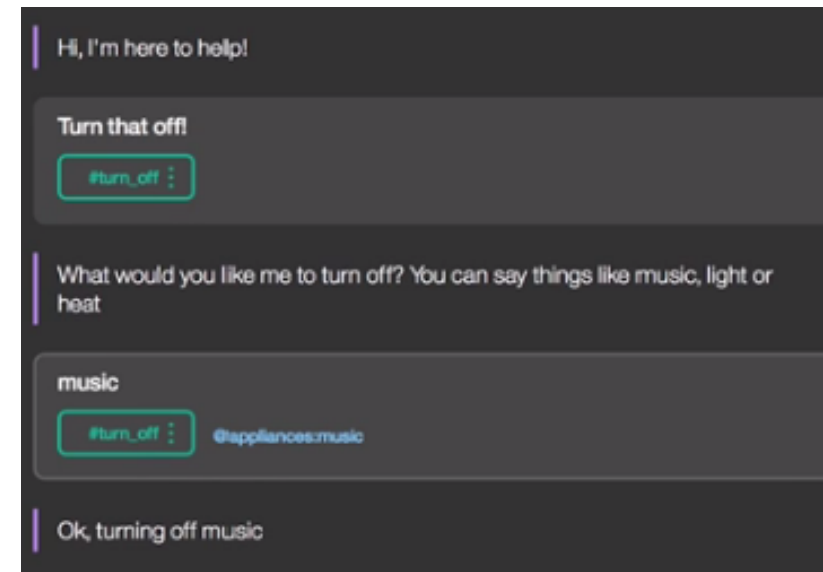 Hi, I'm here to help!
Turn that off!
#turn_off
What would you like me to turn off? You can say things like music, light or
heat
music
#turn_off @appliances:music
Ok, turning off music